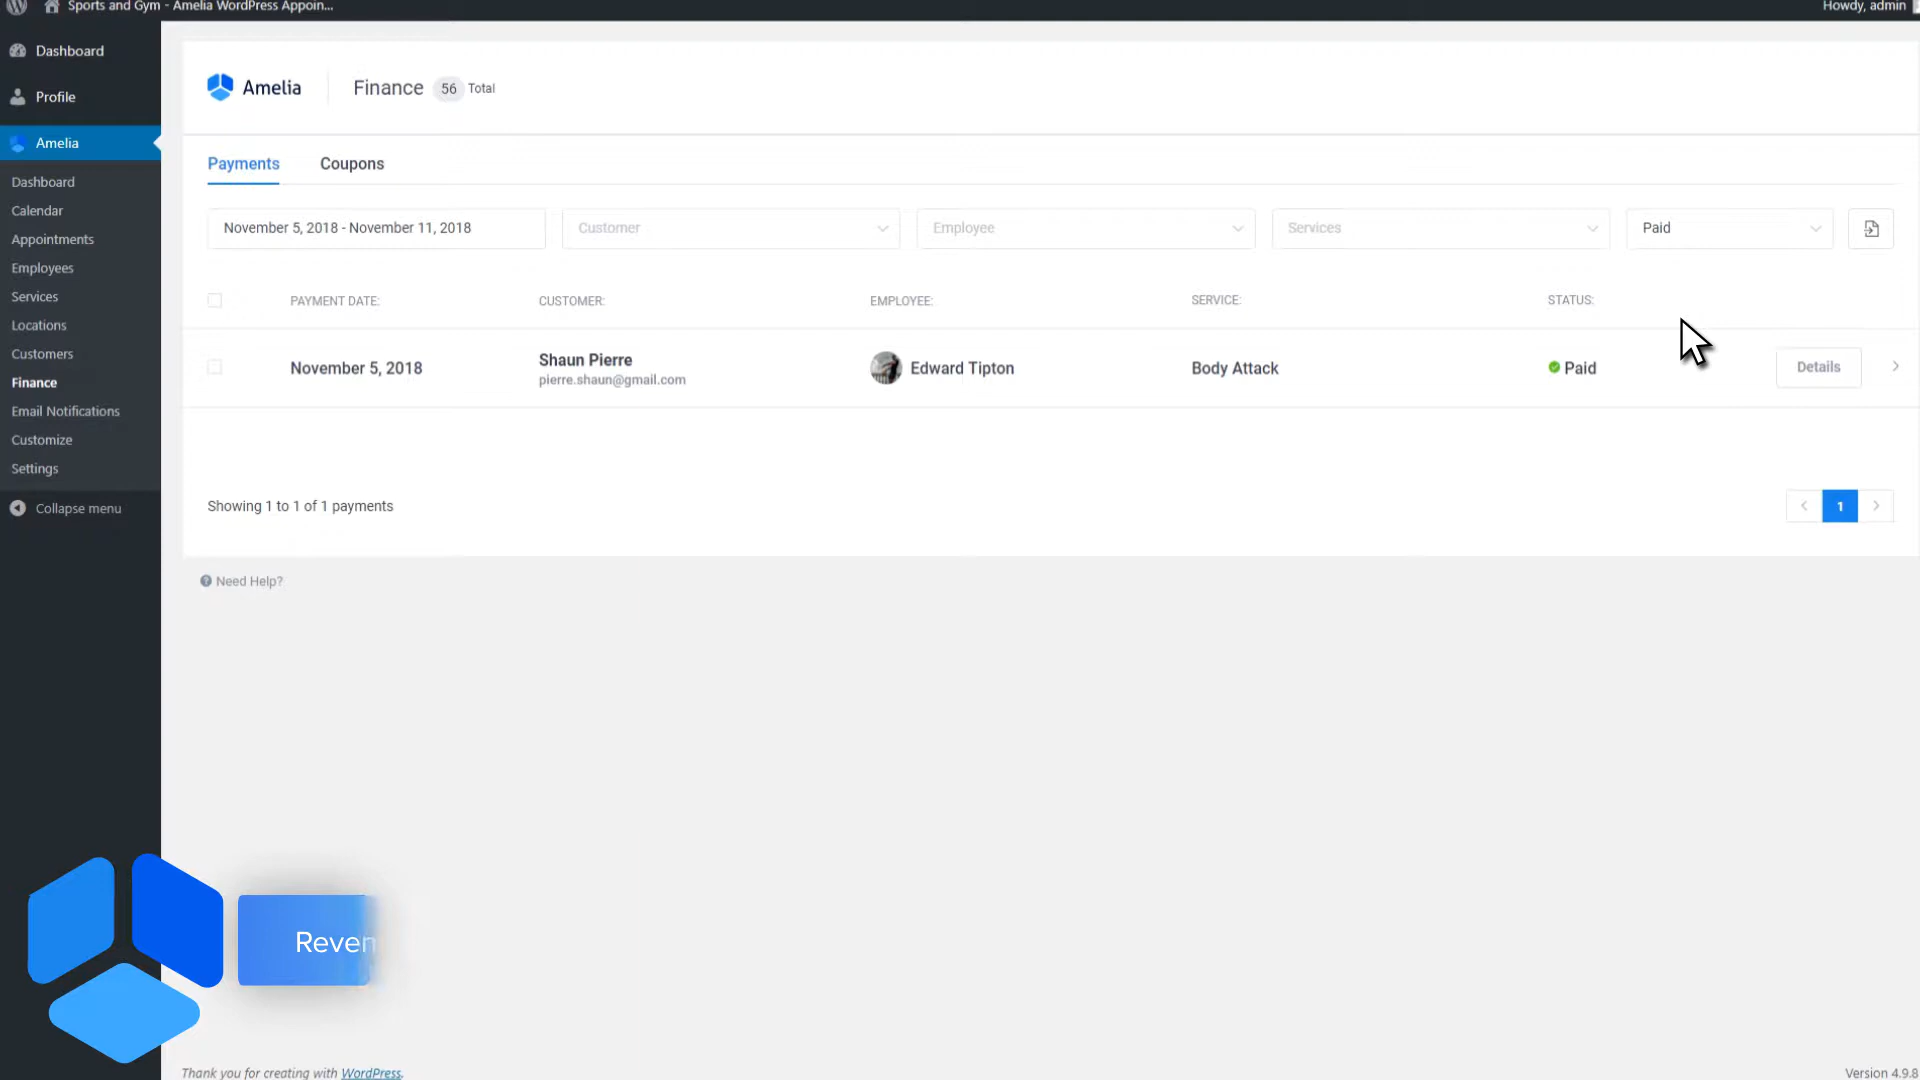 Sports and Gym - Amelia WordPress Appoin...
Howdy, admin
Dashboard
Profile
Amelia
Dashboard
Calendar
Appointments
Employees
Services
Locations
Customers
Finance
Email Notifications
Customize
Settings
Collapse menu
Amelia
Finance 56 Total
Payments Coupons
November 5, 2018 - November 11, 2018 Customer Employee Services Paid
PAYMENT DATE: CUSTOMER: EMPLOYEE: SERVICE: STATUS:
November 5, 2018 Shaun Pierre Edward Tipton Body Attack Paid Details
pierre.shaun@gmail.com
Showing 1 to 1 of 1 payments
1
Need Help?
Reven
Thank you for creating with WordPress.
Version 4.9.8